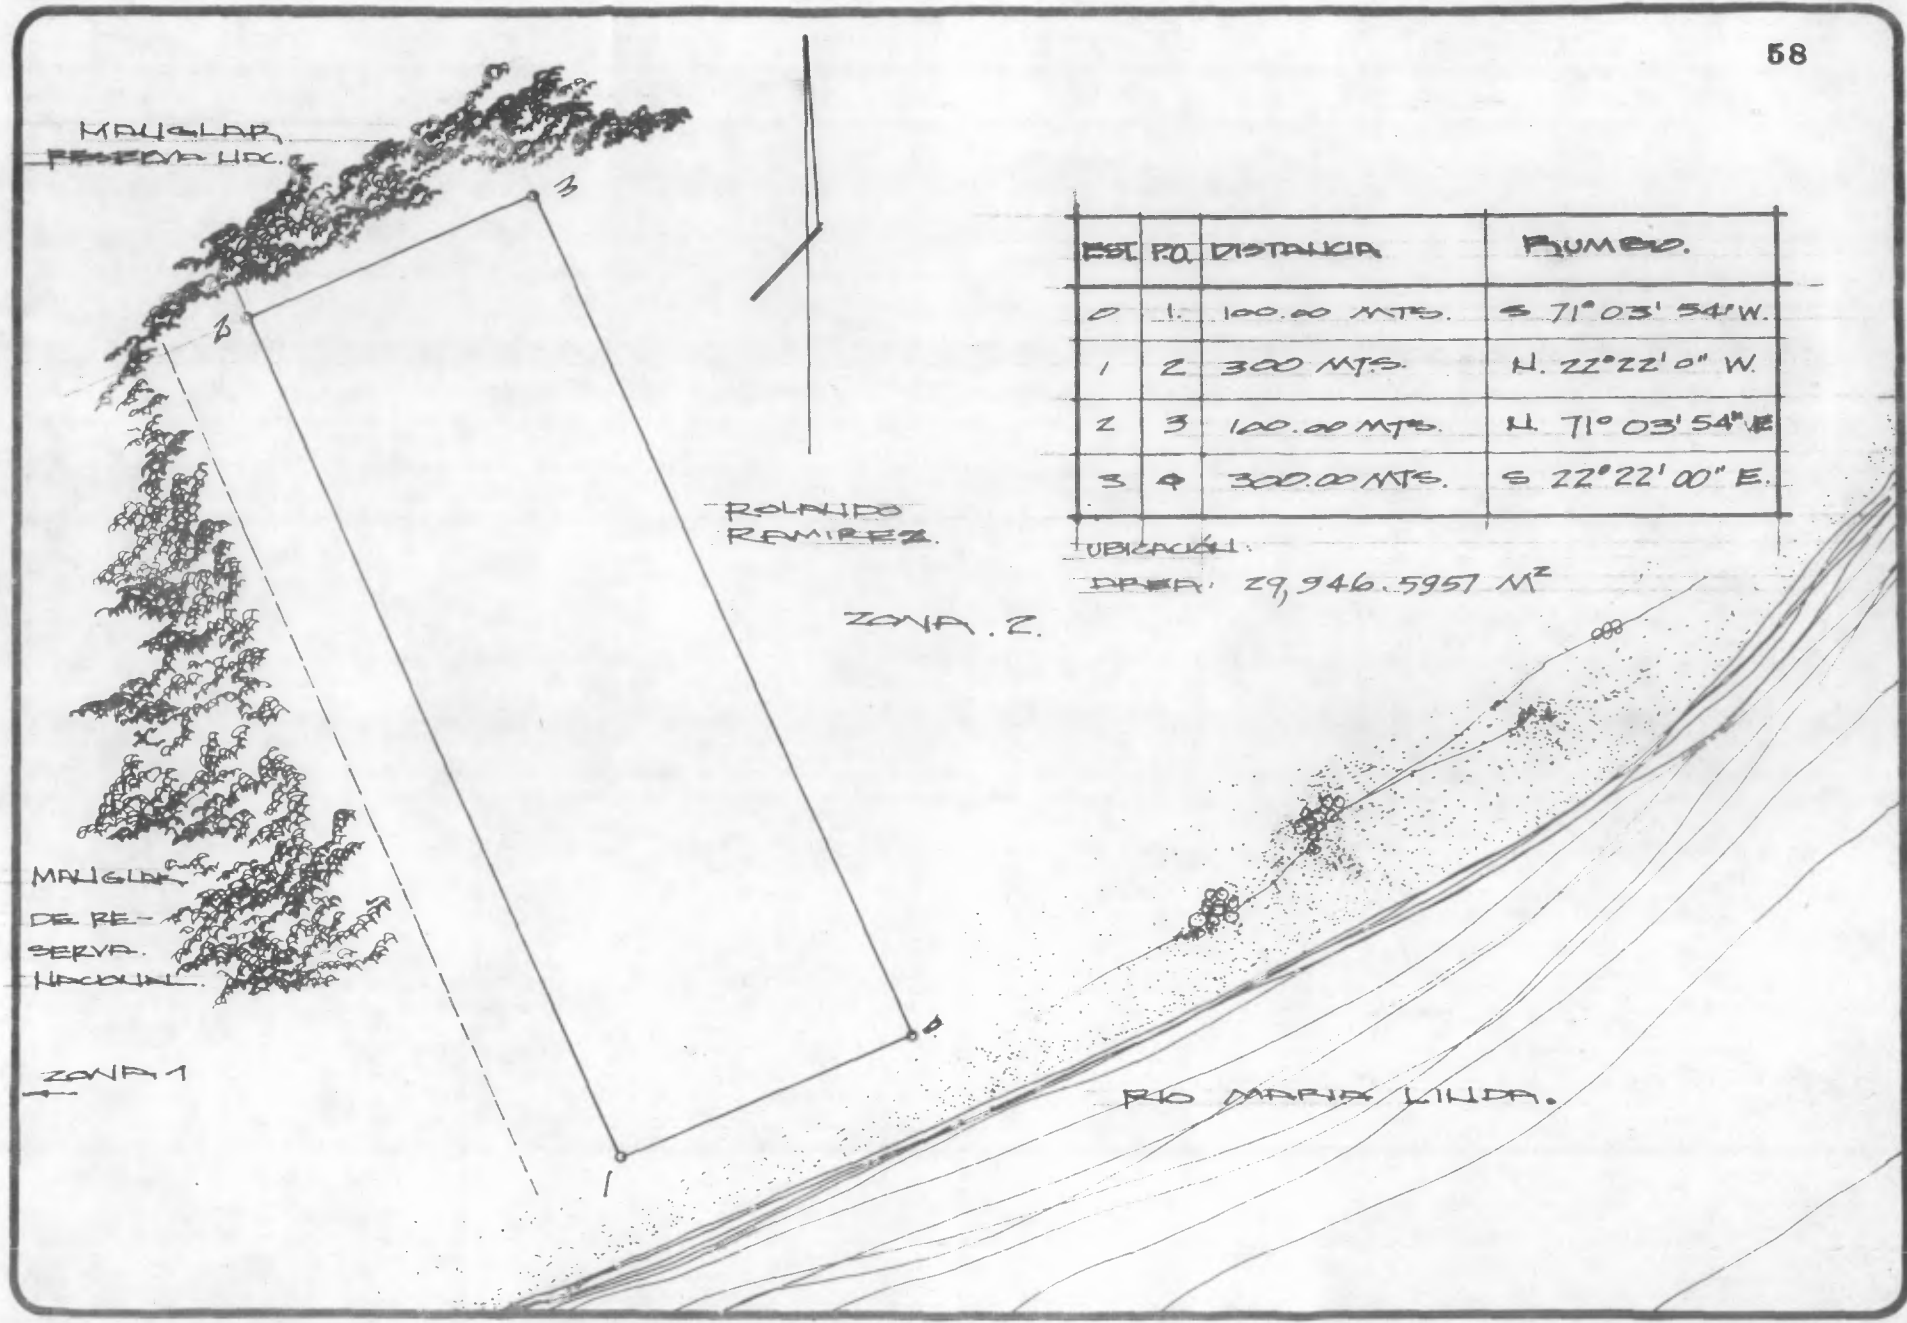 58
MANGLAR
RESERVA NAC.
3
2
EST. P.O. DISTANCIA RUMBO.
0 1. 100.00 MTS. S 71° 03' 54" W.
1 2 300 MTS. N. 22°22'0" W.
2 3 100.00 MTS. N. 71° 03' 54" E
3 0 300.00 MTS. S 22°22'00" E.
ROLANDO
RAMIREZ.
UBICACIÓN:
AREA: 29,946.5957 M²
ZONA . 2.
MANGLAR
DE RE-
SERVA.
NACIONAL.
0
ZONA 1
RIO MARIA LINDA.
1